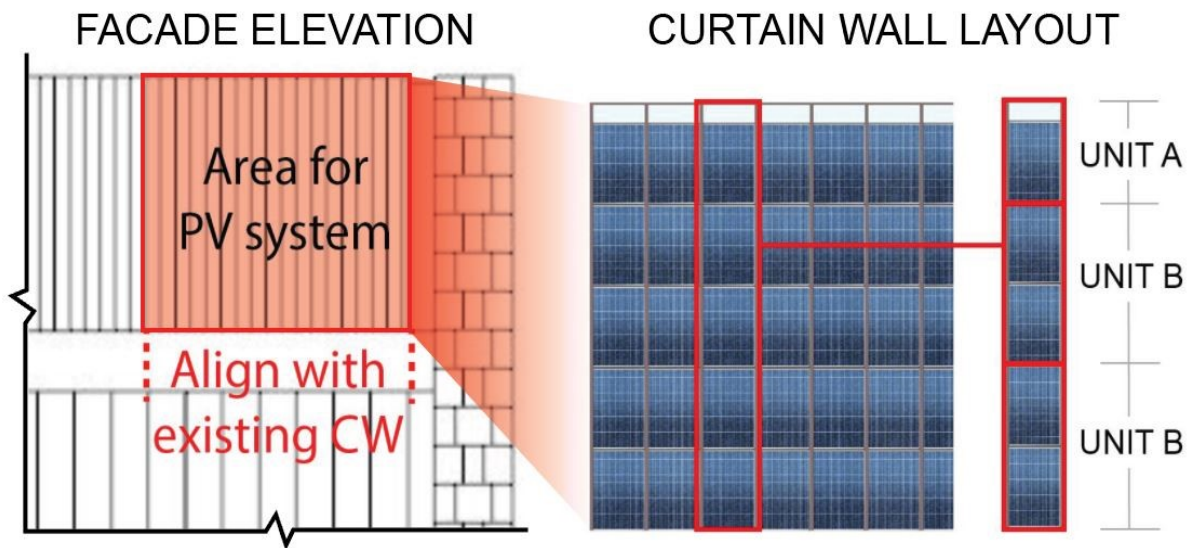 FACADE ELEVATION
CURTAIN WALL LAYOUT
Area for
PV system
Align with
existing CW
UNIT A
UNIT B
UNIT B